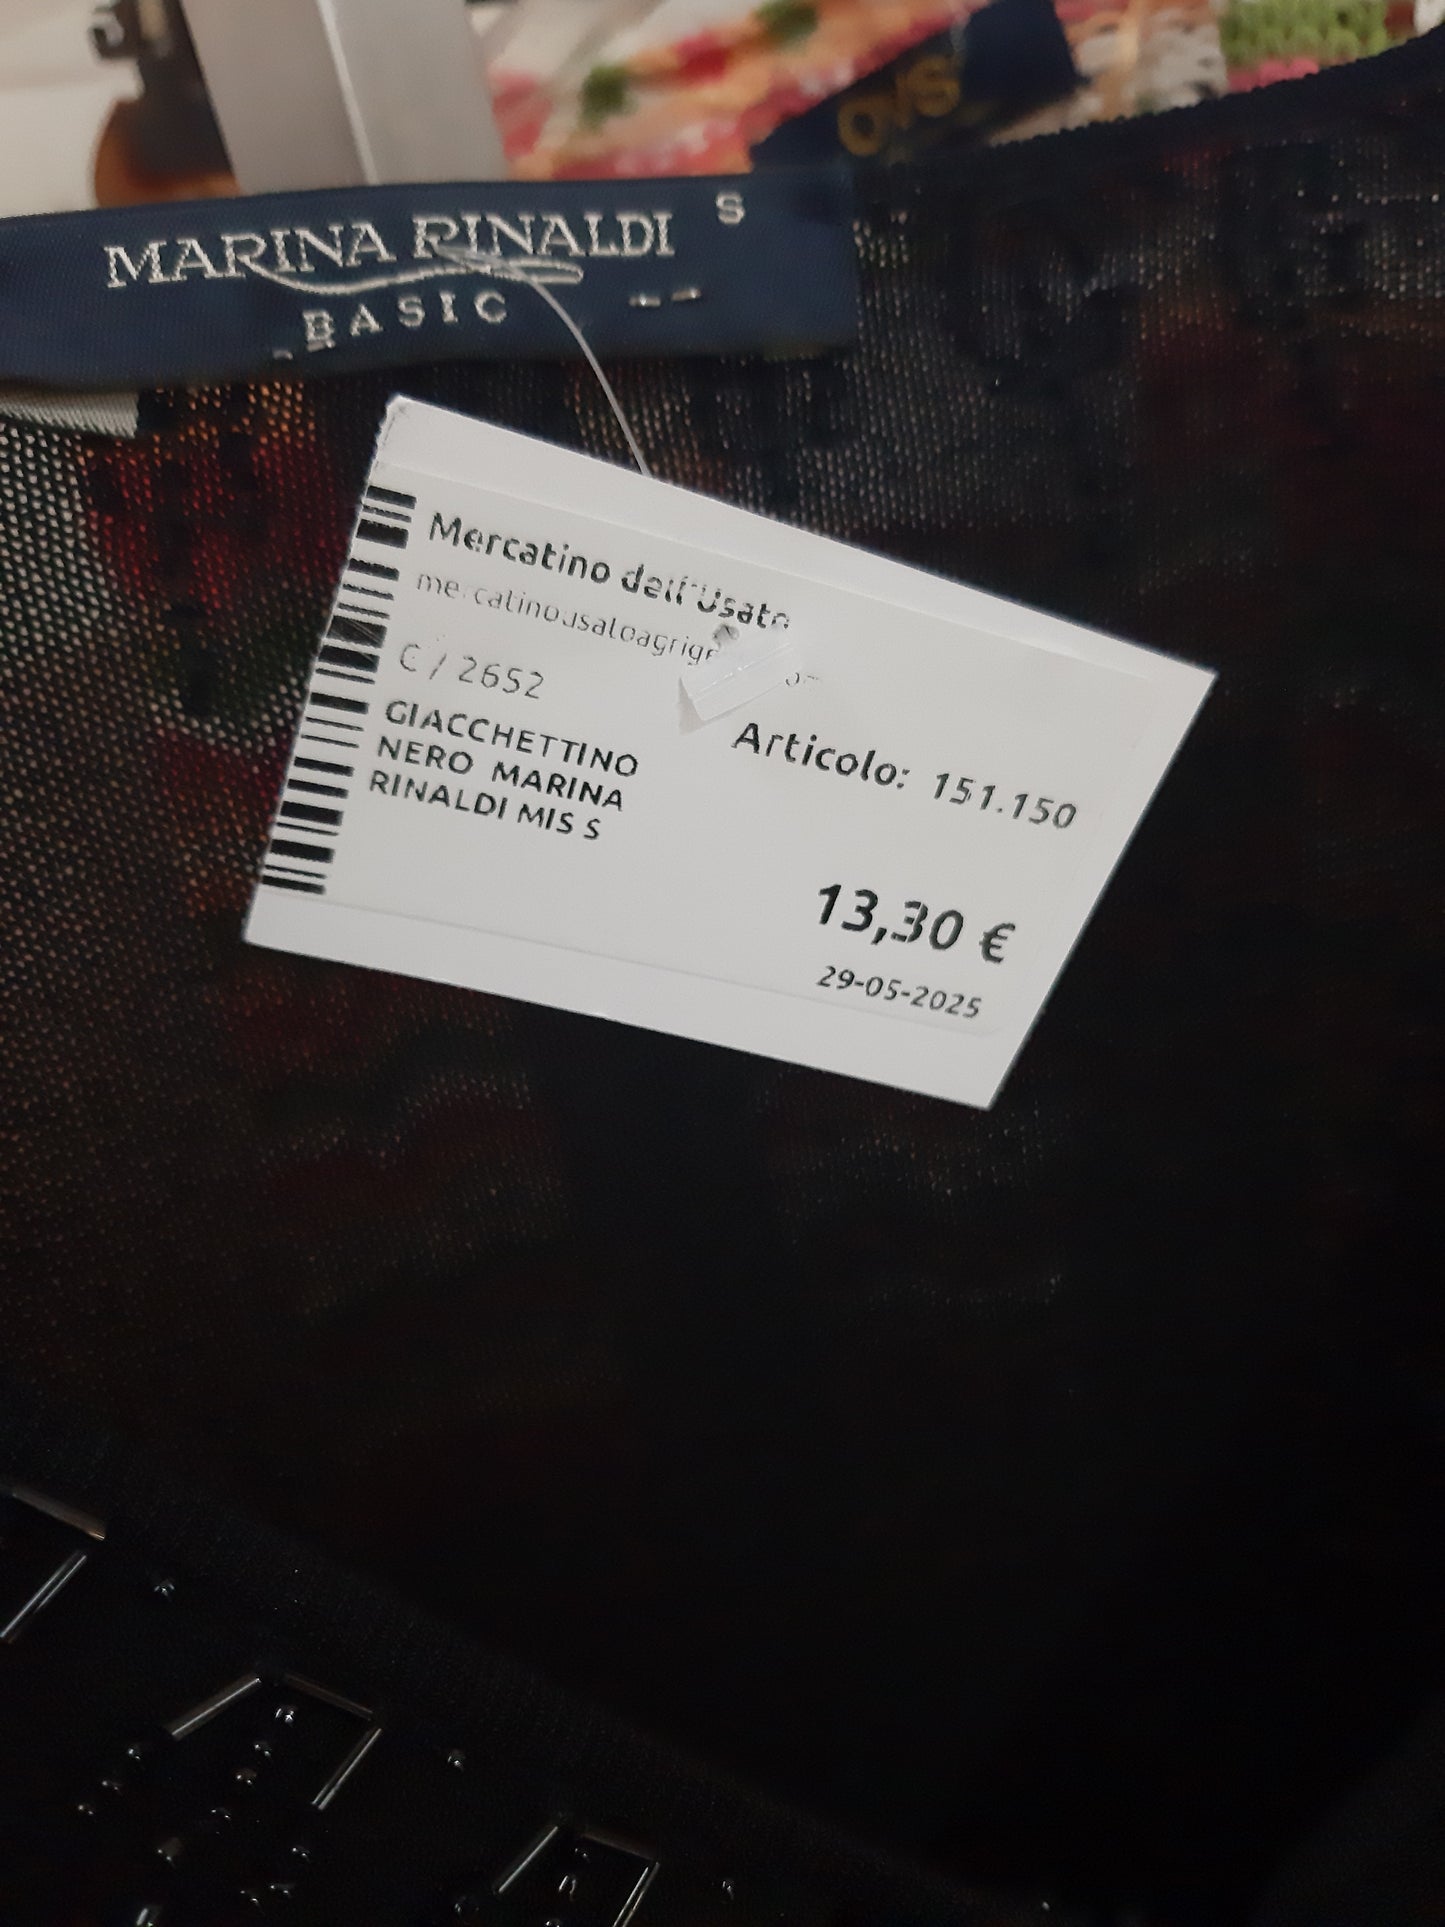 OVS
MARINA RINALDI S
BASIC
Mercatino dell'Usato
C / 2652
GIACCHETTINO
NERO MARINA
RINALDI MIS S
Articolo: 151.150
13,30 €
29-05-2025